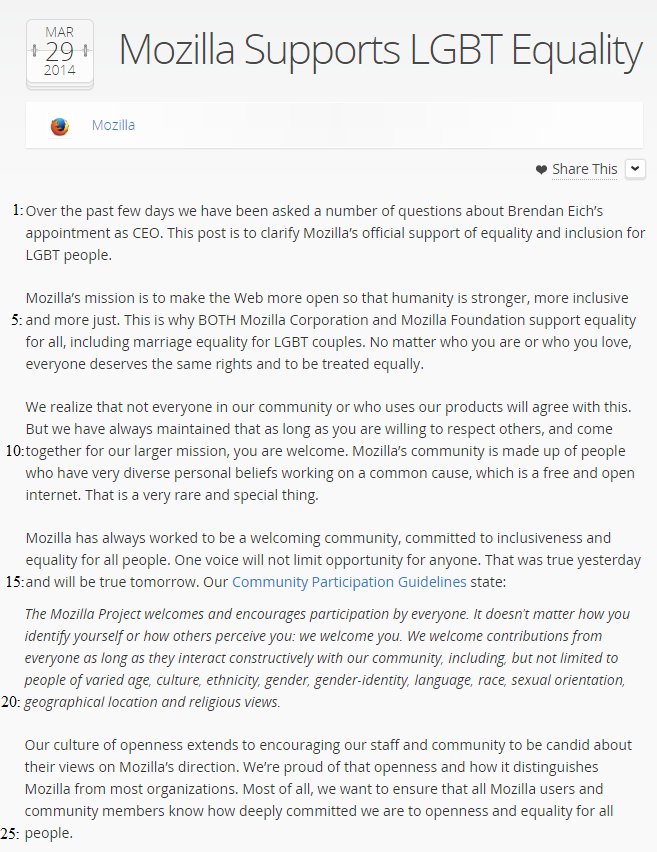 MAR
29
2014
Mozilla Supports LGBT Equality
Mozilla
Share This
1: Over the past few days we have been asked a number of questions about Brendan Eich’s
appointment as CEO. This post is to clarify Mozilla’s official support of equality and inclusion for
LGBT people.
Mozilla’s mission is to make the Web more open so that humanity is stronger, more inclusive
5: and more just. This is why BOTH Mozilla Corporation and Mozilla Foundation support equality
for all, including marriage equality for LGBT couples. No matter who you are or who you love,
everyone deserves the same rights and to be treated equally.
We realize that not everyone in our community or who uses our products will agree with this.
But we have always maintained that as long as you are willing to respect others, and come
10: together for our larger mission, you are welcome. Mozilla’s community is made up of people
who have very diverse personal beliefs working on a common cause, which is a free and open
internet. That is a very rare and special thing.
Mozilla has always worked to be a welcoming community, committed to inclusiveness and
equality for all people. One voice will not limit opportunity for anyone. That was true yesterday
15: and will be true tomorrow. Our Community Participation Guidelines state:
The Mozilla Project welcomes and encourages participation by everyone. It doesn’t matter how you
identify yourself or how others perceive you: we welcome you. We welcome contributions from
everyone as long as they interact constructively with our community, including, but not limited to
people of varied age, culture, ethnicity, gender, gender-identity, language, race, sexual orientation,
20: geographical location and religious views.
Our culture of openness extends to encouraging our staff and community to be candid about
their views on Mozilla’s direction. We’re proud of that openness and how it distinguishes
Mozilla from most organizations. Most of all, we want to ensure that all Mozilla users and
community members know how deeply committed we are to openness and equality for all
25: people.